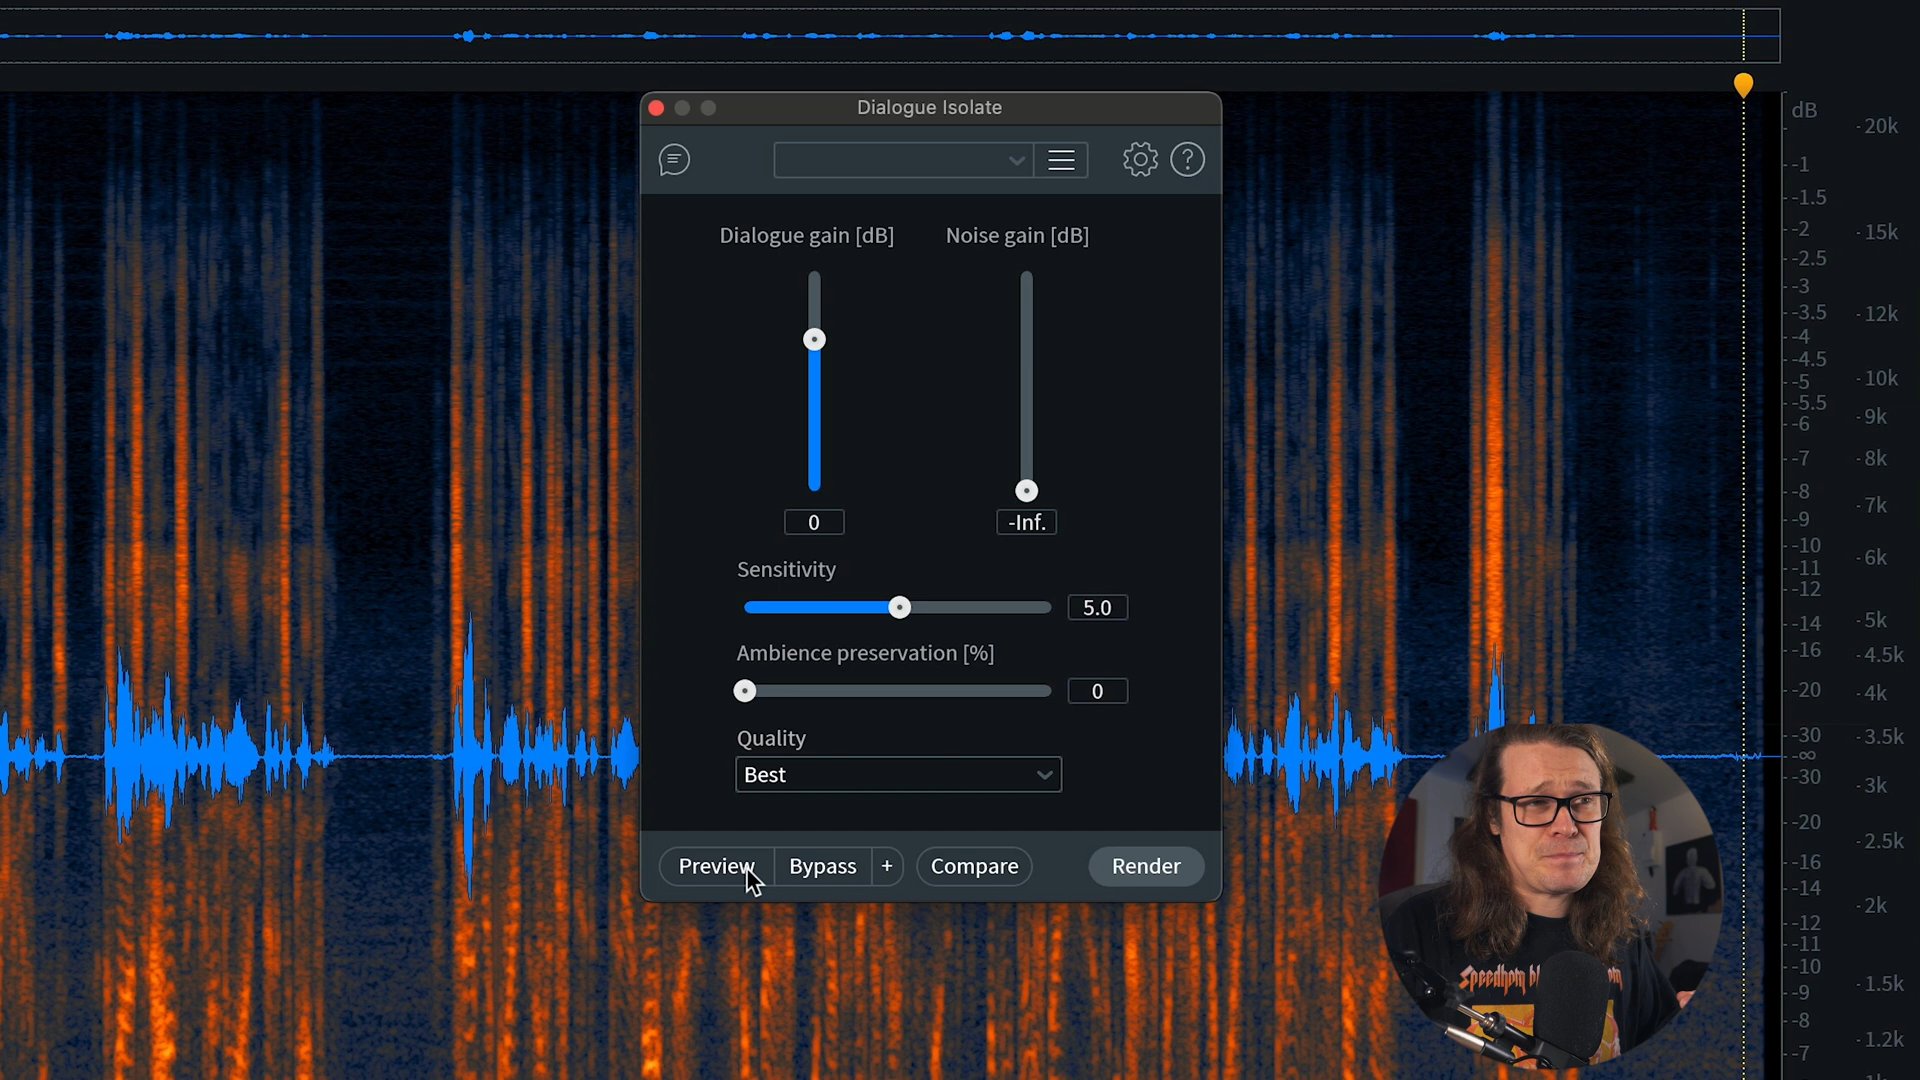 Dialogue Isolate
Dialogue gain [dB]
Noise gain [dB]
0
-Inf.
Sensitivity
5.0
Ambience preservation [%]
0
Quality
Best
Preview
Bypass
+
Compare
Render
dB
-1
-1.5
-2
-2.5
-3
-3.5
-4
-4.5
-5
-5.5
-6
-7
-8
-9
-10
-11
-12
-14
-16
-20
-30
-∞
-30
-20
-16
-14
-12
-11
-10
-9
-8
-7
-20k
-15k
-12k
-10k
-9k
-8k
-7k
-6k
-5k
-4.5k
-4k
-3.5k
-3k
-2.5k
-2k
-1.5k
-1.2k